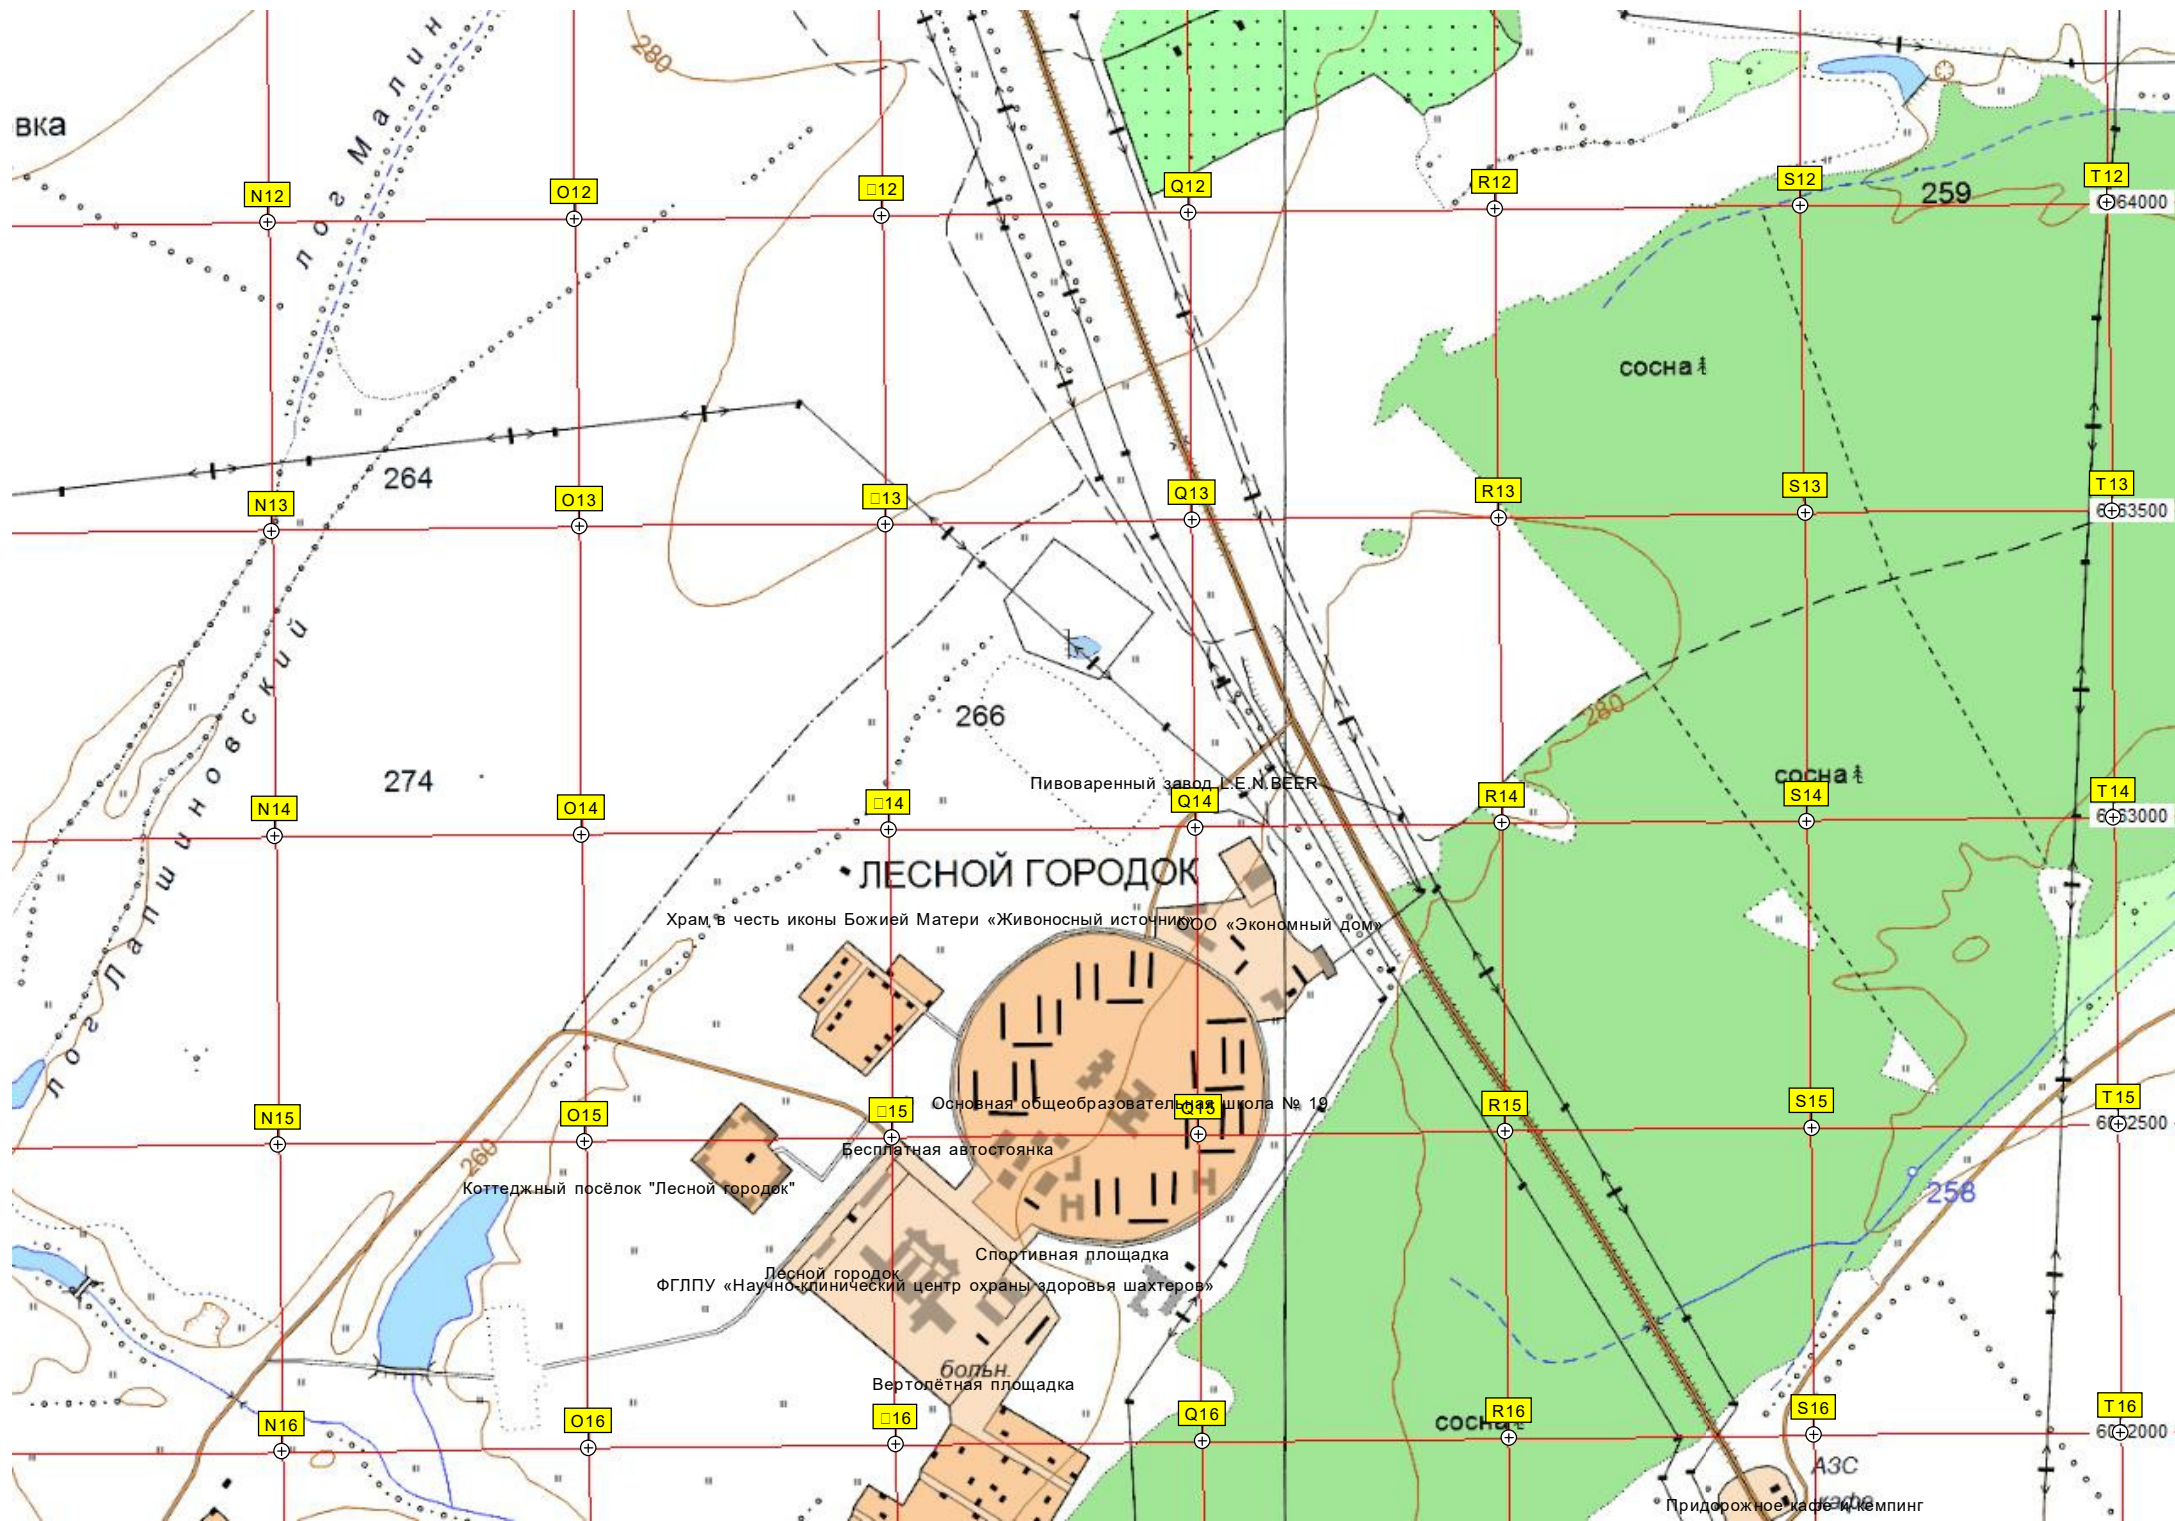 280
лог Малин
вка
N12
O12
□12
Q12
R12
S12
T12
259
64000
сосна
264
N13
O13
□13
Q13
R13
S13
T13
63500
лог Лапшиновский
266
280
274
сосна
Пивоваренный завод L.E.N.BEER
N14
O14
□14
Q14
R14
S14
T14
63000
ЛЕСНОЙ ГОРОДОК
Храм в честь иконы Божией Матери «Живоносный источник»
ООО «Экономный дом»
N15
O15
□15
Основная общеобразовательная школа № 19
Q15
R15
S15
T15
2500
260
Бесплатная автостоянка
Коттеджный посёлок "Лесной городок"
258
Спортивная площадка
Лесной городок
ФГЛПУ «Научно-клинический центр охраны здоровья шахтеров»
больн.
Вертолётная площадка
N16
O16
□16
Q16
сосна
R16
S16
T16
2000
АЗС
кафе
Придорожное кафе и кемпинг